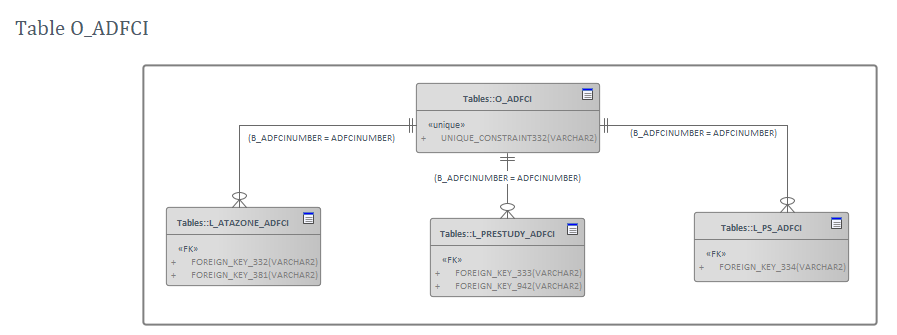 Table O_ADFCI
Tables::O_ADFCI
«unique»
+ UNIQUE_CONSTRAINT332(VARCHAR2)
(B_ADFCINUMBER = ADFCINUMBER)
(B_ADFCINUMBER = ADFCINUMBER)
(B_ADFCINUMBER = ADFCINUMBER)
Tables::L_ATAZONE_ADFCI
«FK»
+ FOREIGN_KEY_332(VARCHAR2)
+ FOREIGN_KEY_381(VARCHAR2)
Tables::L_PRESTUDY_ADFCI
«FK»
+ FOREIGN_KEY_333(VARCHAR2)
+ FOREIGN_KEY_942(VARCHAR2)
Tables::L_PS_ADFCI
«FK»
+ FOREIGN_KEY_334(VARCHAR2)